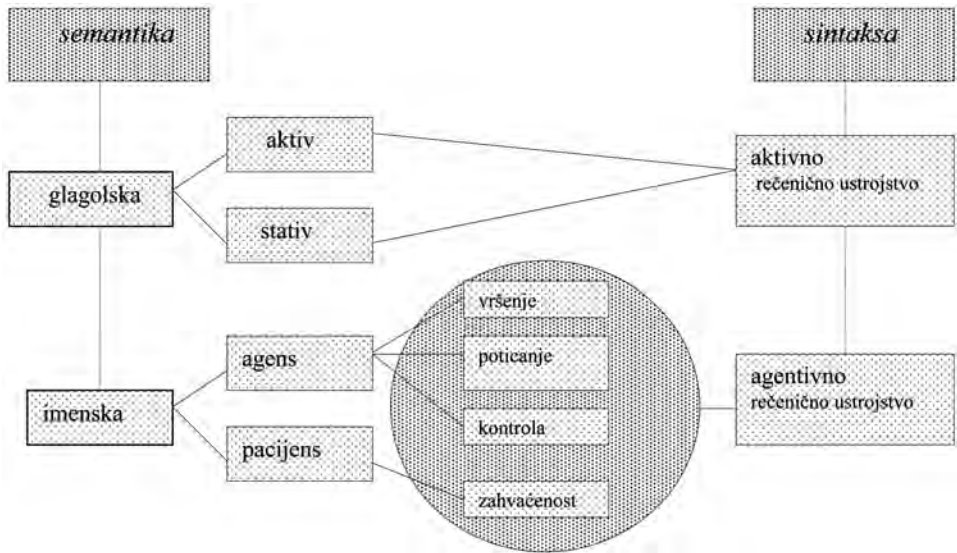 semantika
sintaksa
aktiv
aktivno
rečenično ustrojstvo
glagolska
stativ
vršenje
agens
poticanje
agentivno
rečenično ustrojstvo
imenska
kontrola
pacijens
zahvaćenost